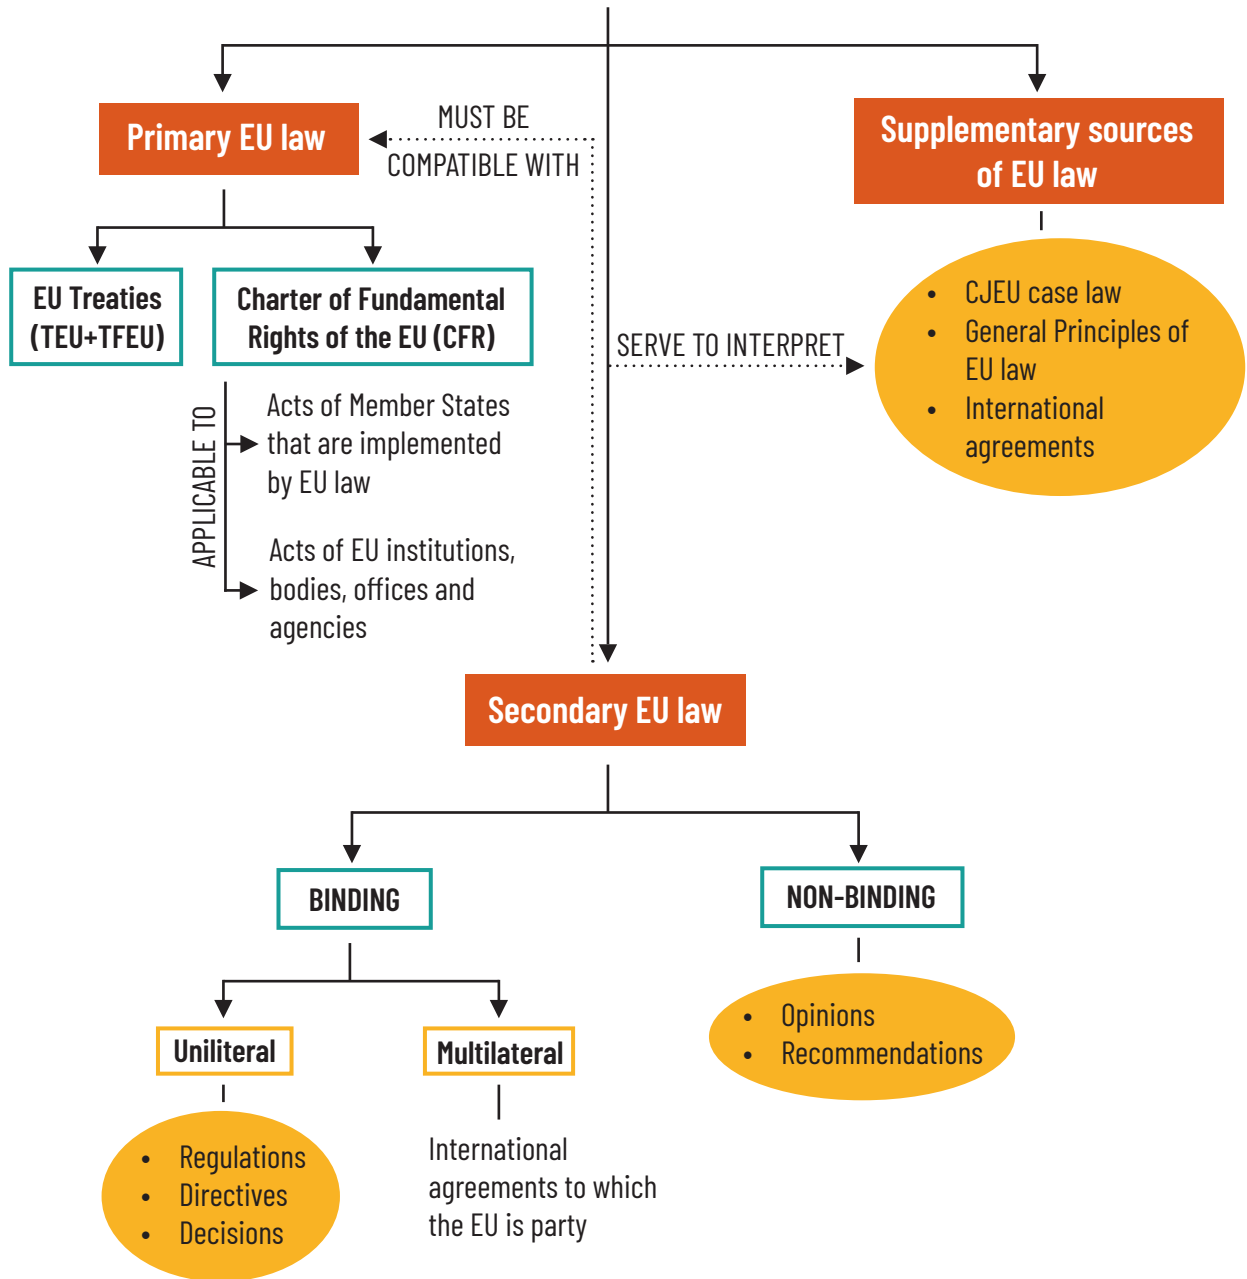 Primary EU law
MUST BE
COMPATIBLE WITH
Supplementary sources
of EU law
EU Treaties
(TEU+TFEU)
Charter of Fundamental
Rights of the EU (CFR)
SERVE TO INTERPRET
• CJEU case law
• General Principles of
EU law
• International
agreements
APPLICABLE TO
Acts of Member States
that are implemented
by EU law
Acts of EU institutions,
bodies, offices and
agencies
Secondary EU law
BINDING
NON-BINDING
Uniliteral
Multilateral
• Opinions
• Recommendations
• Regulations
• Directives
• Decisions
International
agreements to which
the EU is party